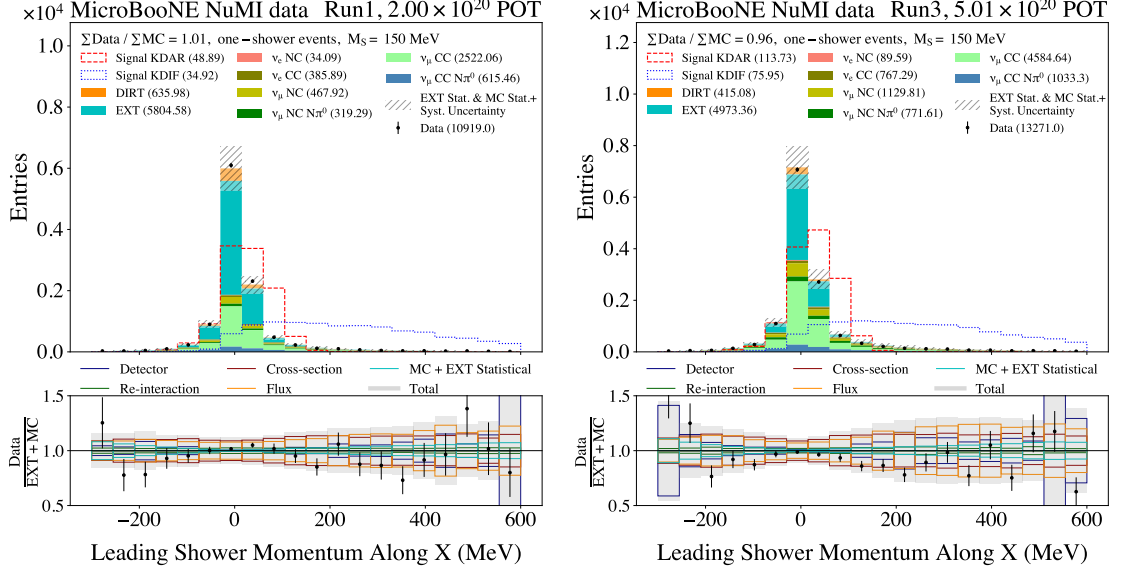 ×10⁴ MicroBooNE NuMI data Run1, 2.00 × 10²⁰ POT
ΣData / ΣMC = 1.01, one−shower events, M_S = 150 MeV
Signal KDAR (48.89)
Signal KDIF (34.92)
DIRT (635.98)
EXT (5804.58)
ν_e NC (34.09)
ν_e CC (385.89)
ν_μ NC (467.92)
ν_μ NC Nπ⁰ (319.29)
ν_μ CC (2522.06)
ν_μ CC Nπ⁰ (615.46)
EXT Stat. & MC Stat.+
Syst. Uncertainty
Data (10919.0)
1.0
0.8
0.6
0.4
0.2
0.0
Entries
Detector
Cross-section
MC + EXT Statistical
Re-interaction
Flux
Total
1.5
1.0
0.5
Data
EXT + MC
−200 0 200 400 600
Leading Shower Momentum Along X (MeV)
×10⁴ MicroBooNE NuMI data Run3, 5.01 × 10²⁰ POT
ΣData / ΣMC = 0.96, one−shower events, M_S = 150 MeV
Signal KDAR (113.73)
Signal KDIF (75.95)
DIRT (415.08)
EXT (4973.36)
ν_e NC (89.59)
ν_e CC (767.29)
ν_μ NC (1129.81)
ν_μ NC Nπ⁰ (771.61)
ν_μ CC (4584.64)
ν_μ CC Nπ⁰ (1033.3)
EXT Stat. & MC Stat.+
Syst. Uncertainty
Data (13271.0)
1.2
1.0
0.8
0.6
0.4
0.2
0.0
Entries
Detector
Cross-section
MC + EXT Statistical
Re-interaction
Flux
Total
1.5
1.0
0.5
Data
EXT + MC
−200 0 200 400 600
Leading Shower Momentum Along X (MeV)